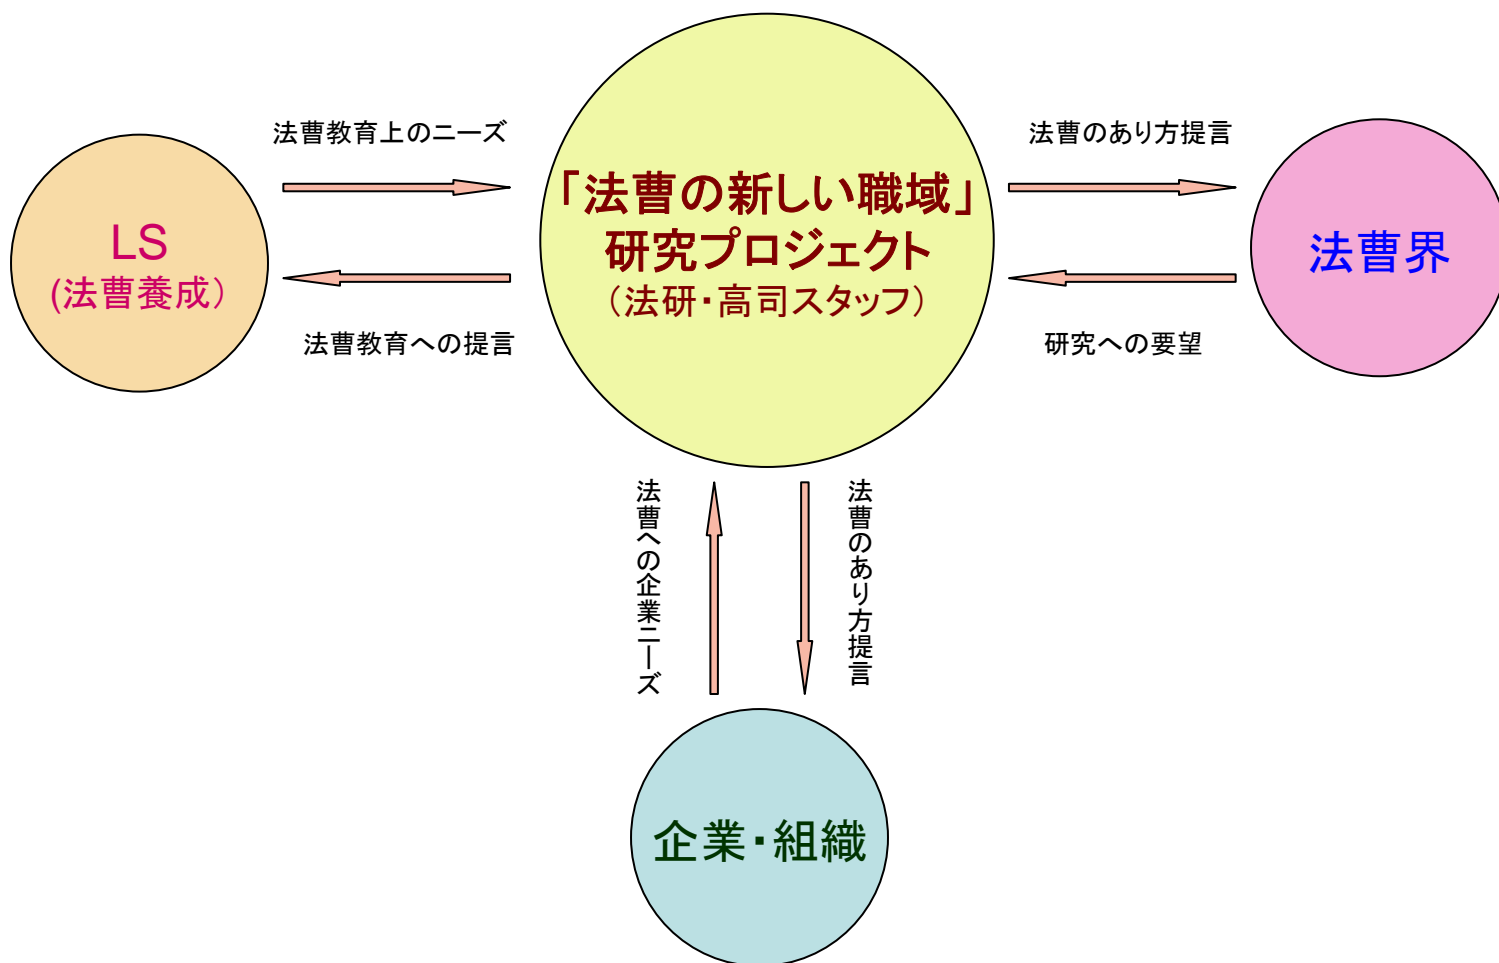 法曹教育上のニーズ
法曹のあり方提言
LS
(法曹養成）
「法曹の新しい職域」
研究プロジェクト
（法研・高司スタッフ）
法曹界
法曹教育への提言
研究への要望
法曹への企業ニーズ
法曹のあり方提言
企業・組織